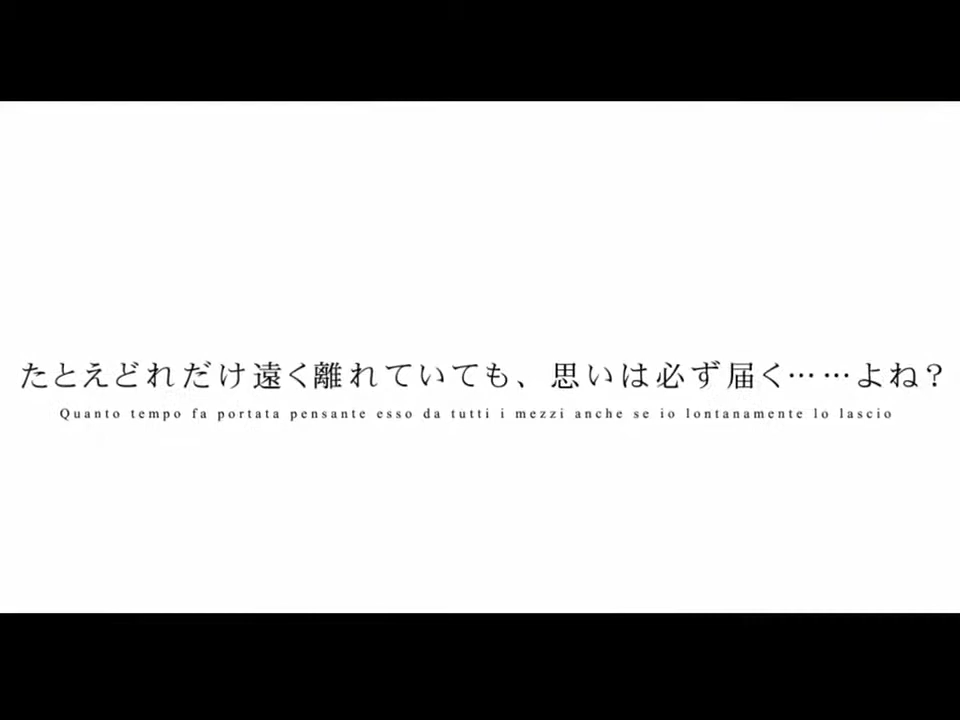 たとえどれだけ遠く離れていても、思いは必ず届く……よね？
Quanto tempo fa portata pensante esso da tutti i mezzi anche se io lontanamente lo lascio